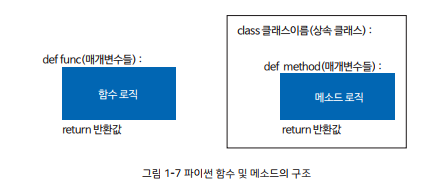 def func(매개변수들) :
함수 로직
return 반환값
class 클래스이름(상속 클래스) :
def method(매개변수들) :
메소드 로직
return 반환값
그림 1-7 파이썬 함수 및 메소드의 구조